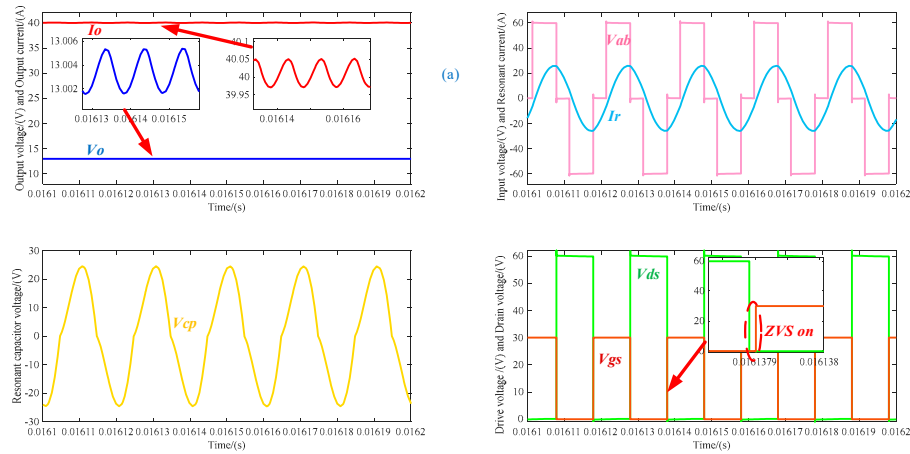 Output voltage/(V) and Output current/(A)
40
35
30
25
20
15
10
Io
13.006
13.004
13.002
0.01613 0.01614 0.01615
40.1
40.05
40
39.95
0.01614 0.01616
Vo
0.0161 0.01611 0.01612 0.01613 0.01614 0.01615 0.01616 0.01617 0.01618 0.01619 0.0162
Time/(s)
(a)
Input voltage/(V) and Resonant current/(A)
60
40
20
0
-20
-40
-60
Vab
Ir
0.0161 0.01611 0.01612 0.01613 0.01614 0.01615 0.01616 0.01617 0.01618 0.01619 0.0162
Time/(s)
Resonant capacitor voltage/(V)
30
20
10
0
-10
-20
-30
Vcp
0.0161 0.01611 0.01612 0.01613 0.01614 0.01615 0.01616 0.01617 0.01618 0.01619 0.0162
Time/(s)
Drive voltage /(V) and Drain voltage/(V)
60
50
40
30
20
10
0
Vds
Vgs
60
40
20
0
ZVS on
0.016138
0.0161 0.01611 0.01612 0.01613 0.01614 0.01615 0.01616 0.01617 0.01618 0.01619 0.0162
Time/(s)